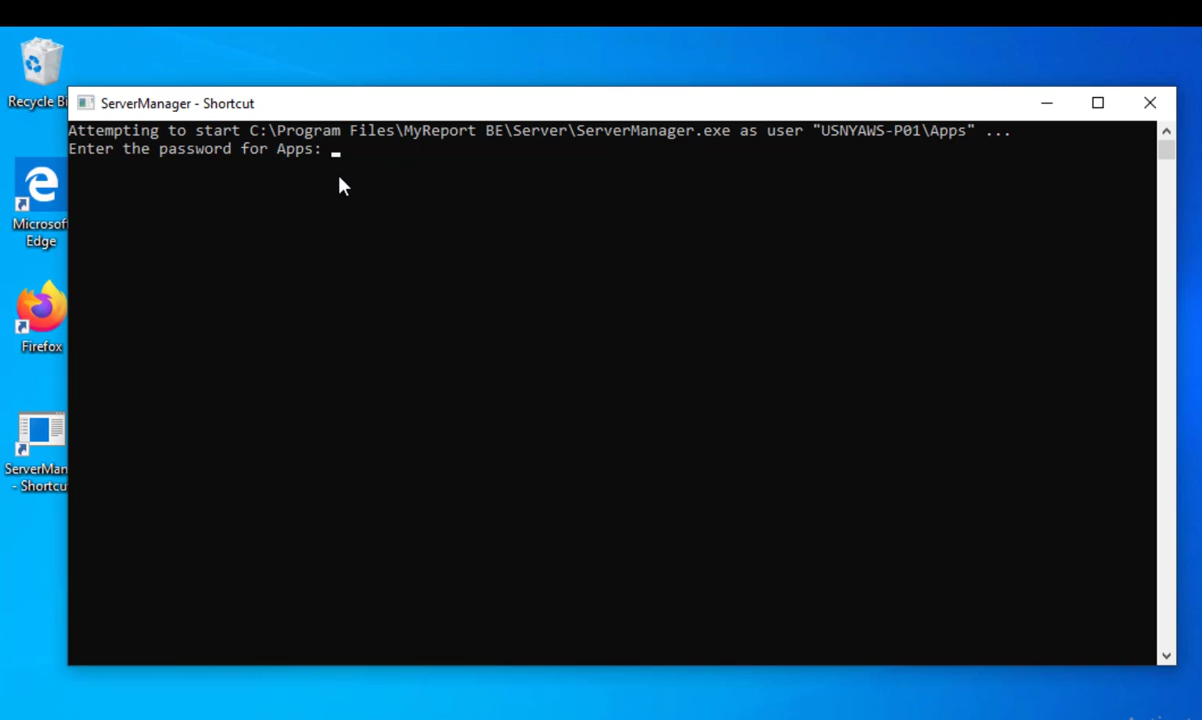 Recycle Bi
ServerManager - Shortcut
Attempting to start C:\Program Files\MyReport BE\Server\ServerManager.exe as user "USNYAWS-P01\Apps" ...
Enter the password for Apps:
Microsof
Edge
Firefox
ServerMan
- Shortcu